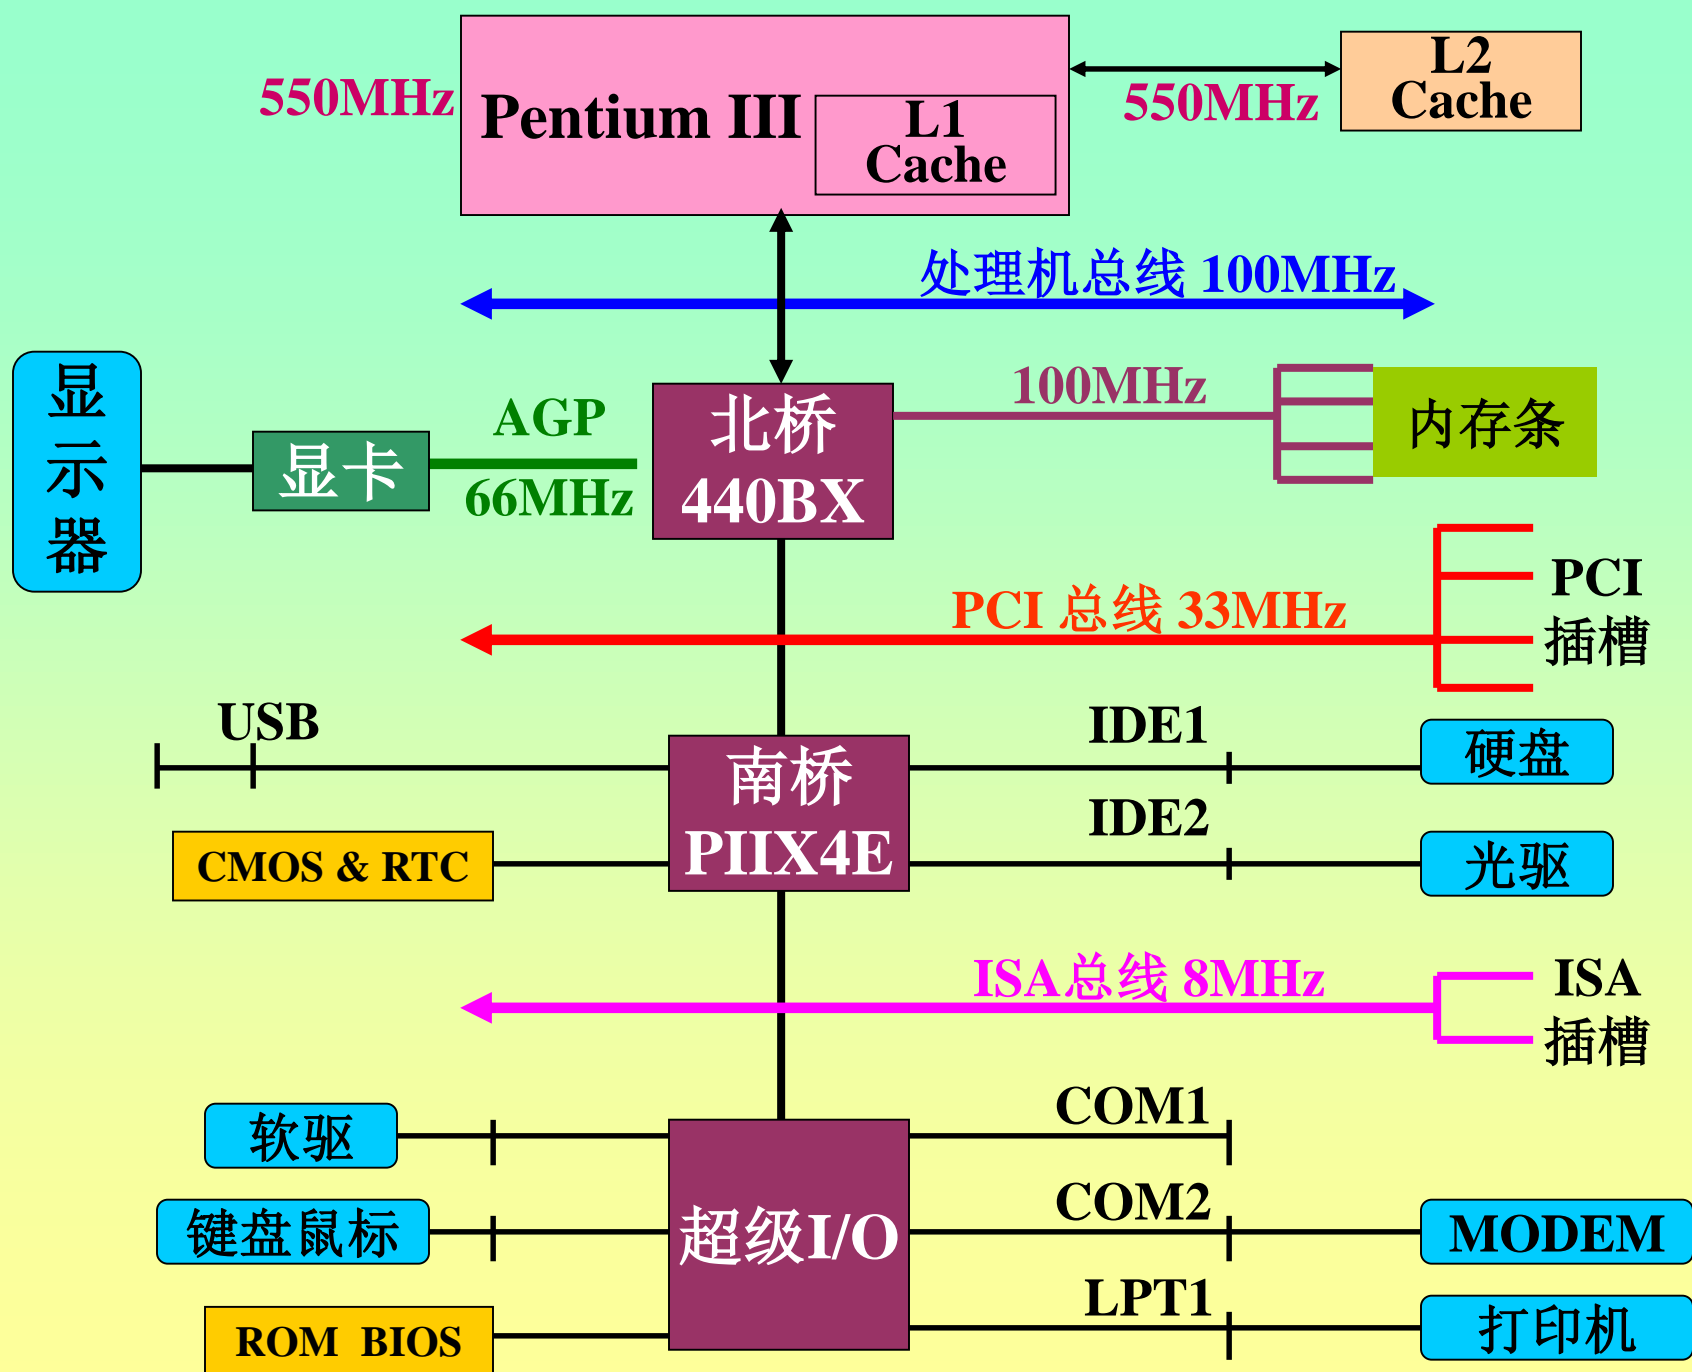 550MHz
Pentium III
L1
Cache
550MHz
L2
Cache
处理机总线 100MHz
显
示
器
显卡
AGP
66MHz
北桥
440BX
100MHz
内存条
PCI 总线 33MHz
PCI
插槽
USB
南桥
PIIX4E
IDE1
硬盘
CMOS & RTC
IDE2
光驱
ISA总线 8MHz
ISA
插槽
软驱
COM1
键盘鼠标
超级I/O
COM2
MODEM
ROM BIOS
LPT1
打印机